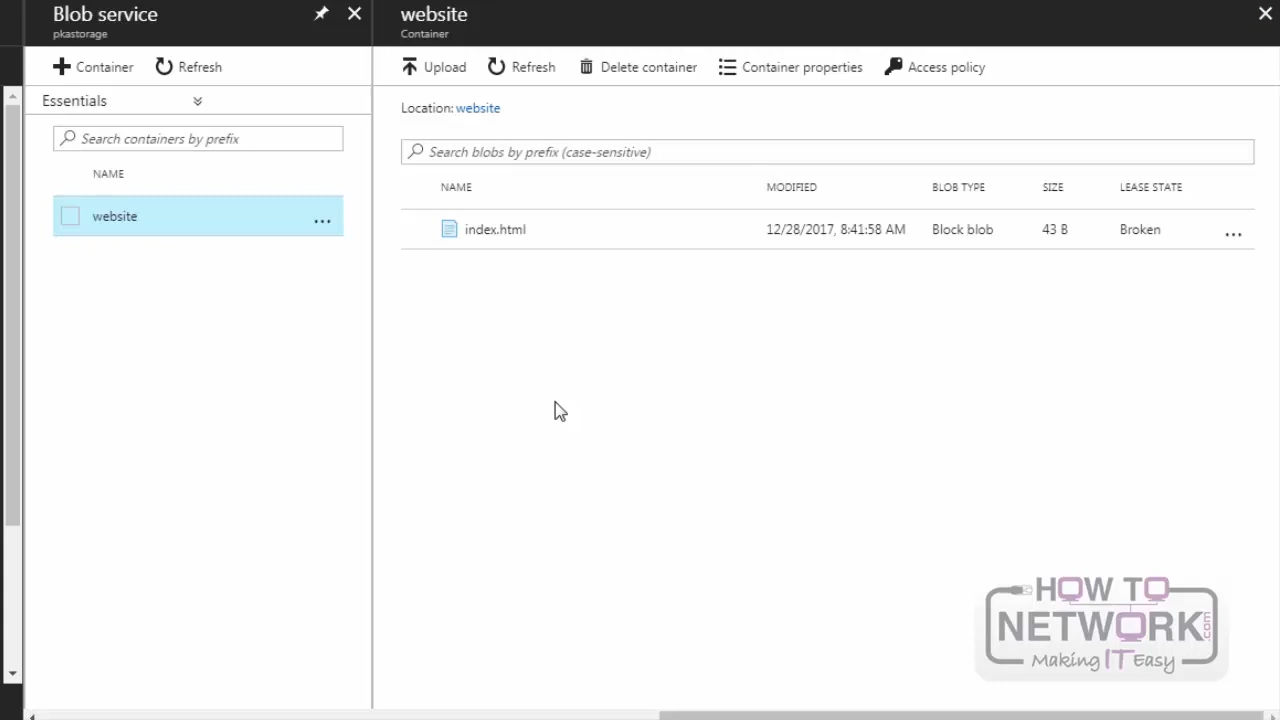 Blob service
pkastorage
Container
Refresh
Essentials
Search containers by prefix
NAME
website
...
website
Container
Upload
Refresh
Delete container
Container properties
Access policy
Location: website
Search blobs by prefix (case-sensitive)
NAME MODIFIED BLOB TYPE SIZE LEASE STATE
index.html 12/28/2017, 8:41:58 AM Block blob 43 B Broken ...
HOW TO
NETWORK.com
Making IT Easy